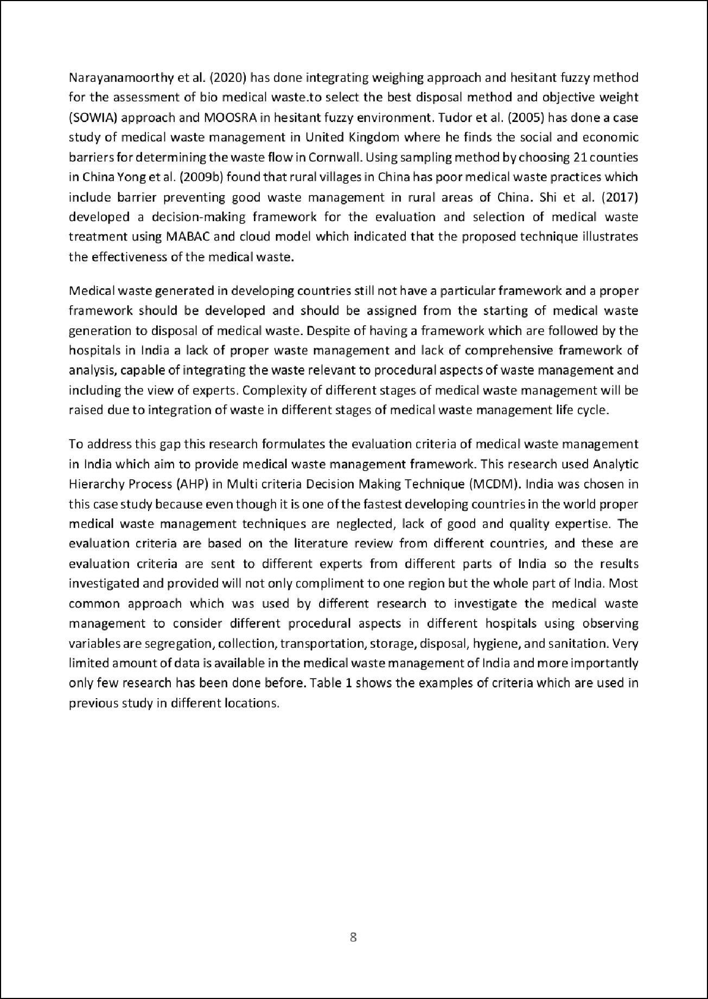 Narayanamoorthy et al. (2020) has done integrating weighing approach and hesitant fuzzy method
for the assessment of bio medical waste.to select the best disposal method and objective weight
(SOWIA) approach and MOOSRA in hesitant fuzzy environment. Tudor et al. (2005) has done a case
study of medical waste management in United Kingdom where he finds the social and economic
barriers for determining the waste flow in Cornwall. Using sampling method by choosing 21 counties
in China Yong et al. (2009b) found that rural villages in China has poor medical waste practices which
include barrier preventing good waste management in rural areas of China. Shi et al. (2017)
developed a decision-making framework for the evaluation and selection of medical waste
treatment using MABAC and cloud model which indicated that the proposed technique illustrates
the effectiveness of the medical waste.
Medical waste generated in developing countries still not have a particular framework and a proper
framework should be developed and should be assigned from the starting of medical waste
generation to disposal of medical waste. Despite of having a framework which are followed by the
hospitals in India a lack of proper waste management and lack of comprehensive framework of
analysis, capable of integrating the waste relevant to procedural aspects of waste management and
including the view of experts. Complexity of different stages of medical waste management will be
raised due to integration of waste in different stages of medical waste management life cycle.
To address this gap this research formulates the evaluation criteria of medical waste management
in India which aim to provide medical waste management framework. This research used Analytic
Hierarchy Process (AHP) in Multi criteria Decision Making Technique (MCDM). India was chosen in
this case study because even though it is one of the fastest developing countries in the world proper
medical waste management techniques are neglected, lack of good and quality expertise. The
evaluation criteria are based on the literature review from different countries, and these are
evaluation criteria are sent to different experts from different parts of India so the results
investigated and provided will not only compliment to one region but the whole part of India. Most
common approach which was used by different research to investigate the medical waste
management to consider different procedural aspects in different hospitals using observing
variables are segregation, collection, transportation, storage, disposal, hygiene, and sanitation. Very
limited amount of data is available in the medical waste management of India and more importantly
only few research has been done before. Table 1 shows the examples of criteria which are used in
previous study in different locations.
8